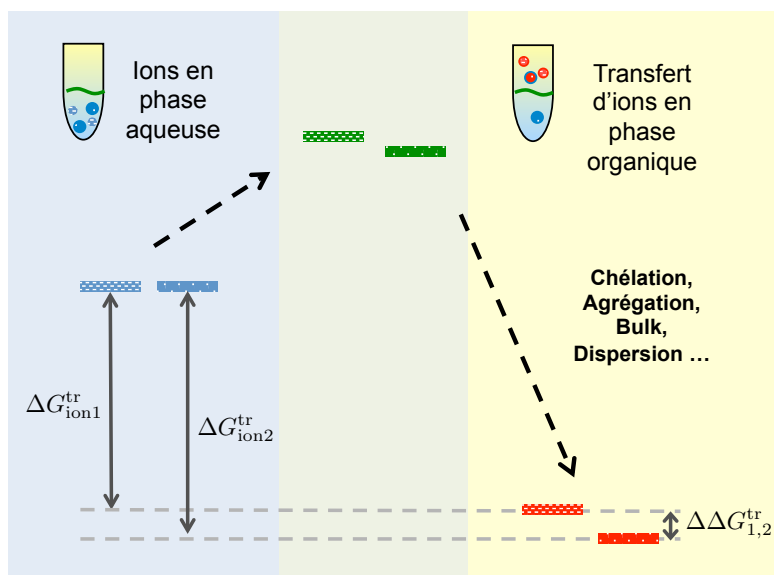 Ions en
phase
aqueuse
Transfert
d’ions en
phase
organique
Chélation,
Agrégation,
Bulk,
Dispersion …
ΔG^tr_ion1
ΔG^tr_ion2
ΔΔG^tr_1,2